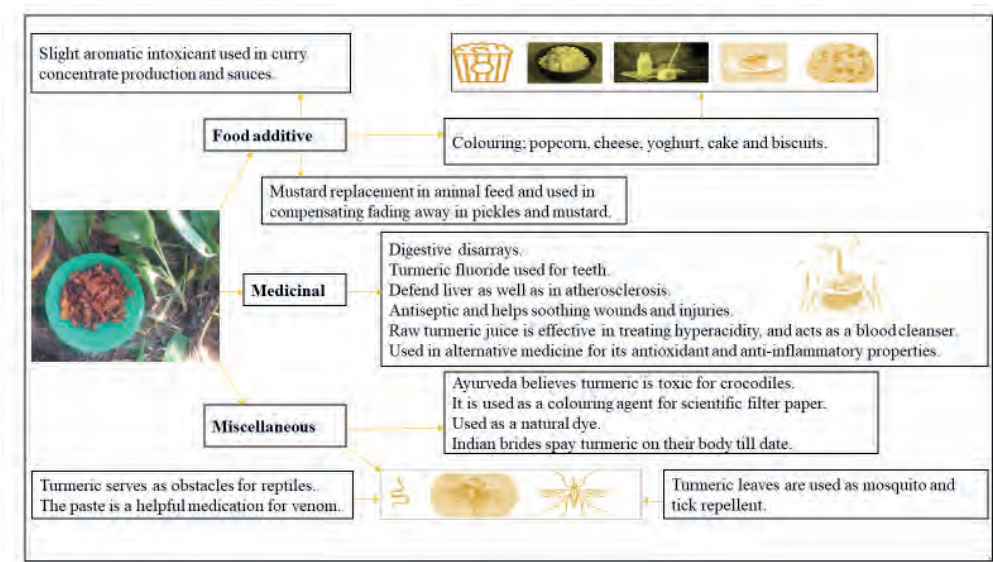 Slight aromatic intoxicant used in curry
concentrate production and sauces.
Food additive
Colouring: popcorn, cheese, yoghurt, cake and biscuits.
Mustard replacement in animal feed and used in
compensating fading away in pickles and mustard.
Medicinal
Digestive disarrays.
Turmeric fluoride used for teeth.
Defend liver as well as in atherosclerosis.
Antiseptic and helps soothing wounds and injuries.
Raw turmeric juice is effective in treating hyperacidity, and acts as a blood cleanser.
Used in alternative medicine for its antioxidant and anti-inflammatory properties.
Miscellaneous
Ayurveda believes turmeric is toxic for crocodiles.
It is used as a colouring agent for scientific filter paper.
Used as a natural dye.
Indian brides spay turmeric on their body till date.
Turmeric serves as obstacles for reptiles.
The paste is a helpful medication for venom.
Turmeric leaves are used as mosquito and
tick repellent.